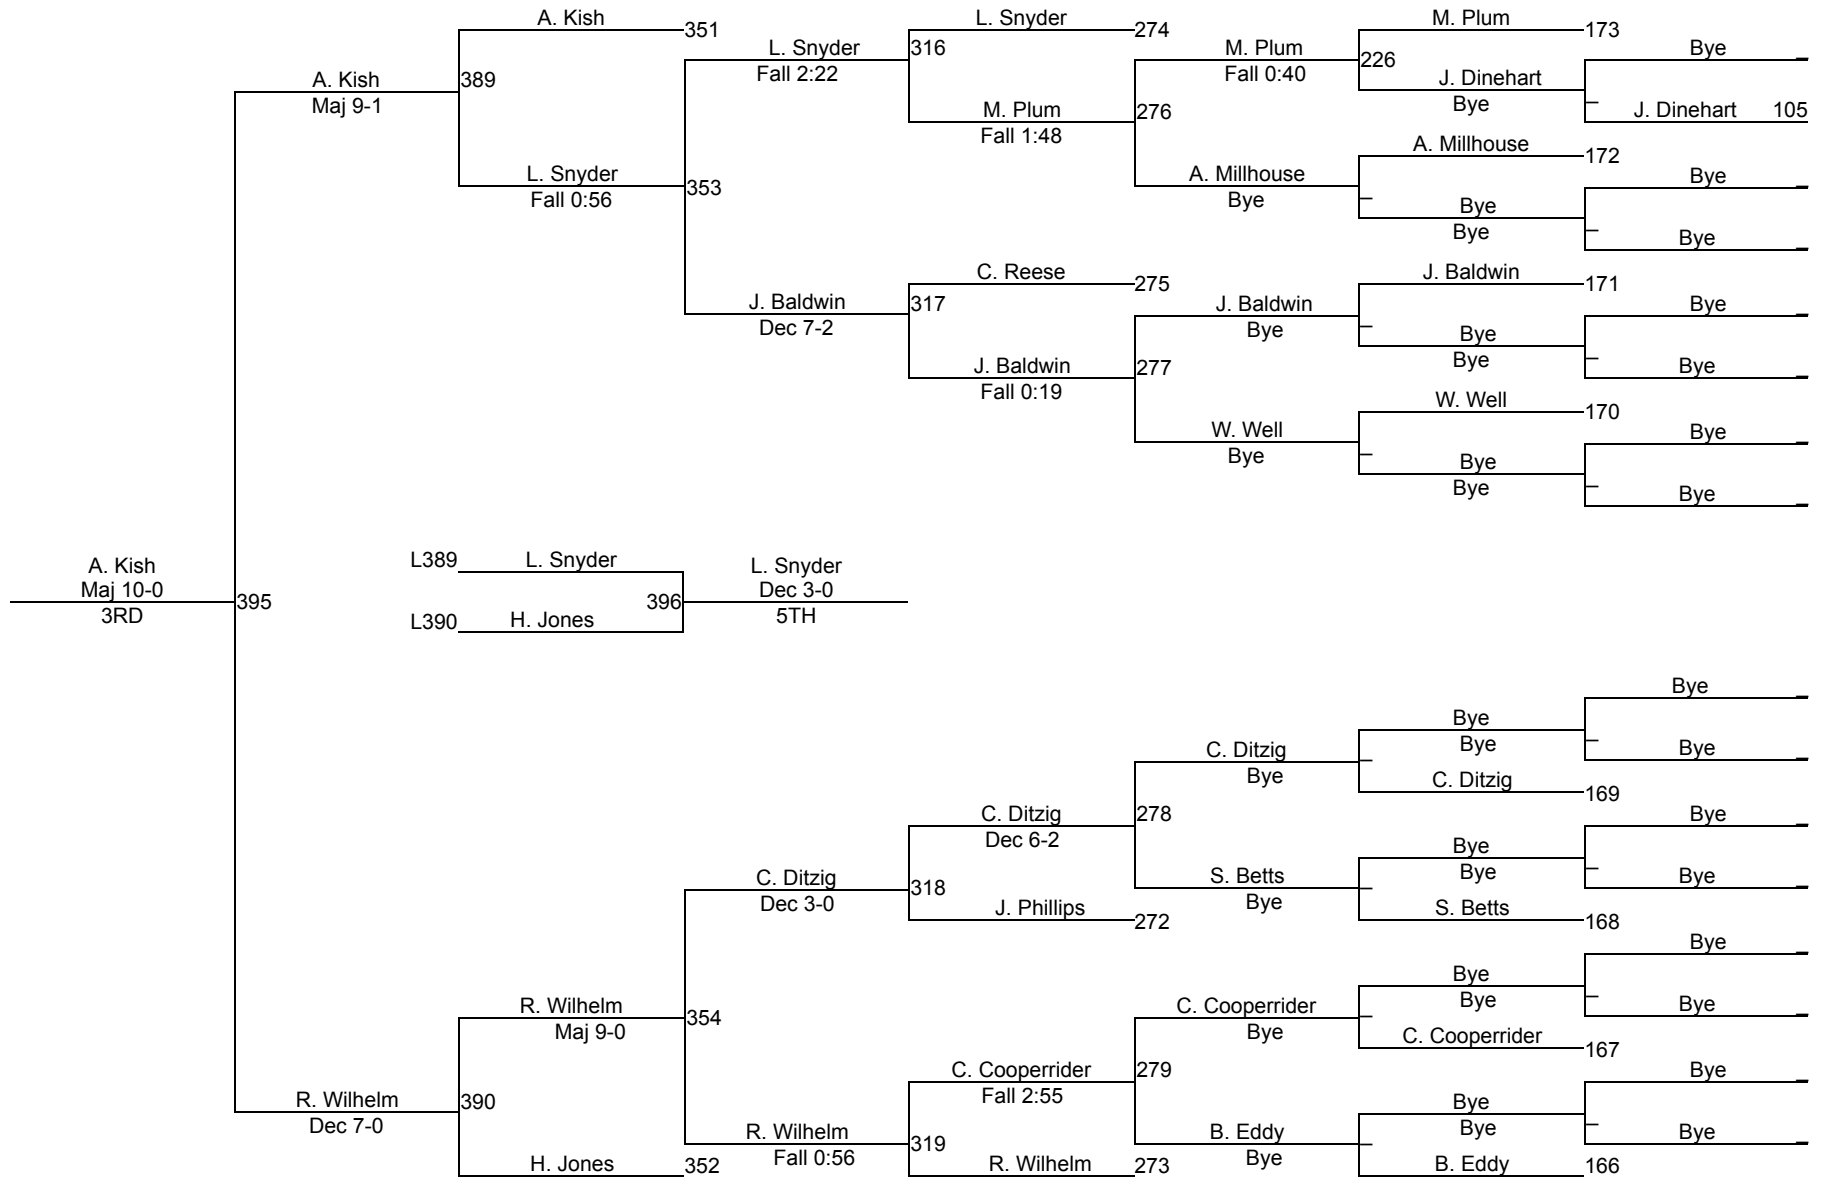 A. Kish
351
L. Snyder
274
M. Plum
173
Bye _
L. Snyder
Fall 2:22
316
M. Plum
Fall 0:40
226
J. Dinehart
Bye
A. Kish
Maj 9-1
389
M. Plum
Fall 1:48
276
J. Dinehart 105
A. Millhouse
172
L. Snyder
Fall 0:56
353
A. Millhouse
Bye
Bye _
Bye
Bye
Bye _
C. Reese
275
J. Baldwin
171
J. Baldwin
Dec 7-2
317
J. Baldwin
Bye
Bye _
Bye
Bye
J. Baldwin
Fall 0:19
277
Bye _
W. Well
170
W. Well
Bye
Bye _
Bye
Bye
Bye _
A. Kish
Maj 10-0
3RD
395
L389
L. Snyder
L390
H. Jones
396
L. Snyder
Dec 3-0
5TH
Bye _
Bye
Bye
C. Ditzig
Bye
Bye _
C. Ditzig
169
C. Ditzig
Dec 6-2
278
Bye _
Bye
Bye
C. Ditzig
Dec 3-0
318
S. Betts
Bye
Bye _
J. Phillips
272
S. Betts
168
Bye _
Bye
Bye
R. Wilhelm
Maj 9-0
354
C. Cooperrider
Bye
Bye _
C. Cooperrider
167
C. Cooperrider
Fall 2:55
279
Bye _
R. Wilhelm
Dec 7-0
390
Bye
Bye
R. Wilhelm
Fall 0:56
319
B. Eddy
Bye
Bye _
H. Jones
352
R. Wilhelm
273
B. Eddy
166